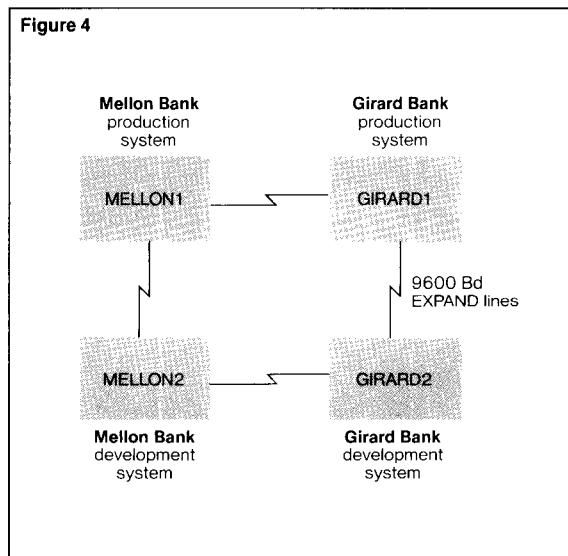 Figure 4
Mellon Bank
production
system
Girard Bank
production
system
MELLON1
GIRARD1
9600 Bd
EXPAND lines
MELLON2
GIRARD2
Mellon Bank
development
system
Girard Bank
development
system